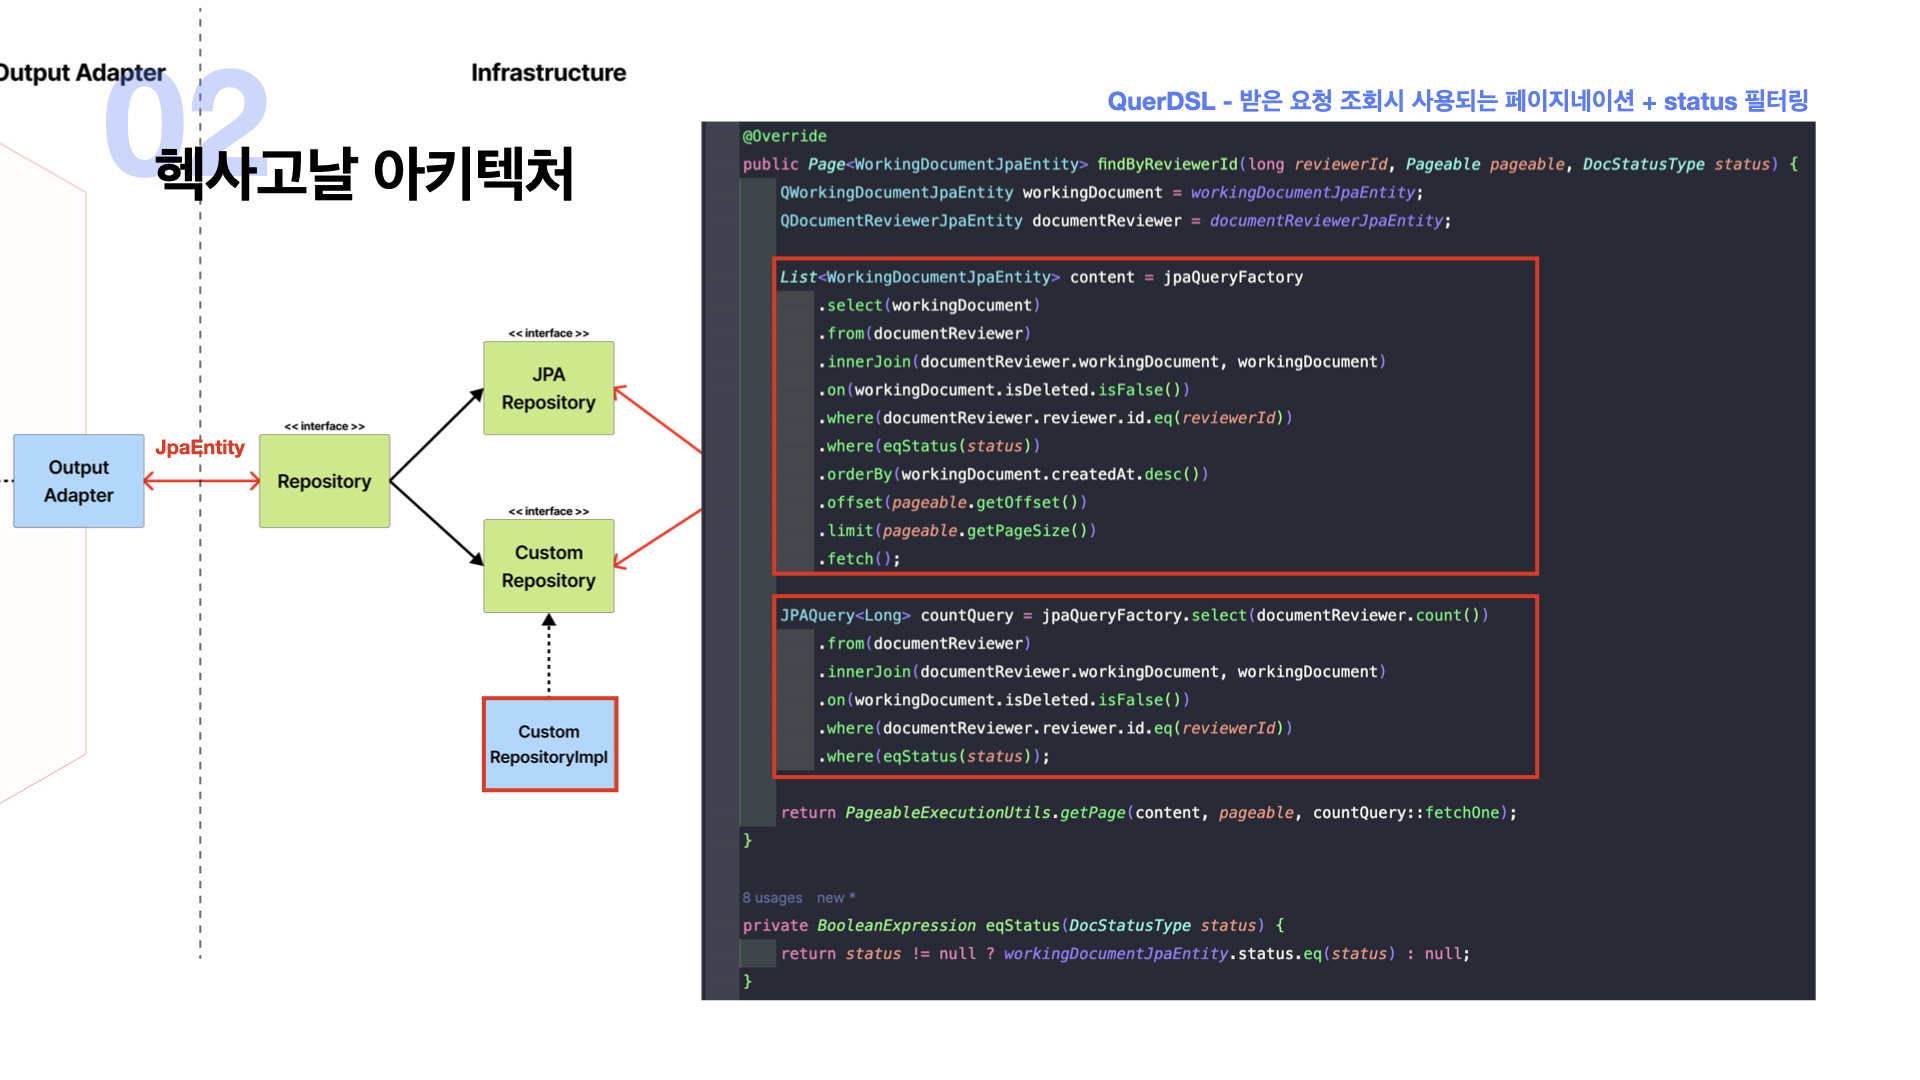 Output Adapter
Infrastructure
02
헥사고날 아키텍처
QuerDSL - 받은 요청 조회시 사용되는 페이지네이션 + status 필터링
<< interface >>
JPA
Repository
<< interface >>
Output
Adapter
JpaEntity
Repository
<< interface >>
Custom
Repository
Custom
RepositoryImpl
@Override
public Page<WorkingDocumentJpaEntity> findByReviewerId(long reviewerId, Pageable pageable, DocStatusType status) {
QWorkingDocumentJpaEntity workingDocument = workingDocumentJpaEntity;
QDocumentReviewerJpaEntity documentReviewer = documentReviewerJpaEntity;
List<WorkingDocumentJpaEntity> content = jpaQueryFactory
.select(workingDocument)
.from(documentReviewer)
.innerJoin(documentReviewer.workingDocument, workingDocument)
.on(workingDocument.isDeleted.isFalse())
.where(documentReviewer.reviewer.id.eq(reviewerId))
.where(eqStatus(status))
.orderBy(workingDocument.createdAt.desc())
.offset(pageable.getOffset())
.limit(pageable.getPageSize())
.fetch();
JPAQuery<Long> countQuery = jpaQueryFactory.select(documentReviewer.count())
.from(documentReviewer)
.innerJoin(documentReviewer.workingDocument, workingDocument)
.on(workingDocument.isDeleted.isFalse())
.where(documentReviewer.reviewer.id.eq(reviewerId))
.where(eqStatus(status));
return PageableExecutionUtils.getPage(content, pageable, countQuery::fetchOne);
}
8 usages new *
private BooleanExpression eqStatus(DocStatusType status) {
return status != null ? workingDocumentJpaEntity.status.eq(status) : null;
}